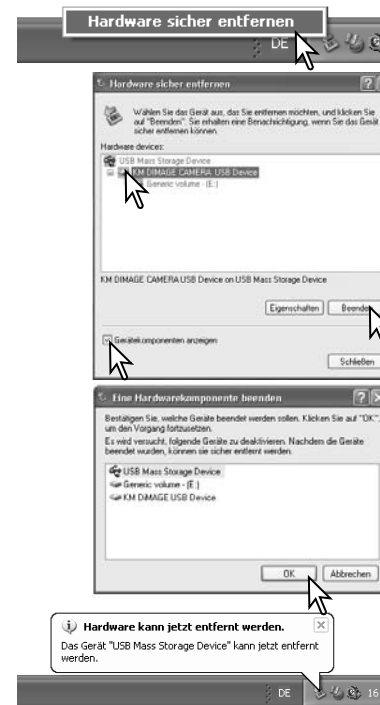 Hardware sicher entfernen
DE
Hardware sicher entfernen
Wählen Sie das Gerät aus, das Sie entfernen möchten, und klicken Sie
auf "Beenden". Sie erhalten eine Benachrichtigung, wenn Sie das Gerät
sicher entfernen können.
Hardware devices:
USB Mass Storage Device
KM DIMAGE CAMERA USB Device
Generic volume - (E:)
KM DIMAGE CAMERA USB Device on USB Mass Storage Device
Eigenschaften
Beenden
Gerätekomponenten anzeigen
Schließen
Eine Hardwarekomponente beenden
Bestätigen Sie, welche Geräte beendet werden sollen. Klicken Sie auf "OK",
um den Vorgang fortzusetzen.
Es wird versucht, folgende Geräte zu deaktivieren. Nachdem die Geräte
beendet wurden, können sie sicher entfernt werden.
USB Mass Storage Device
Generic volume - (E:)
KM DiMAGE USB Device
OK
Abbrechen
Hardware kann jetzt entfernt werden.
Das Gerät "USB Mass Storage Device" kann jetzt entfernt
werden.
DE
16